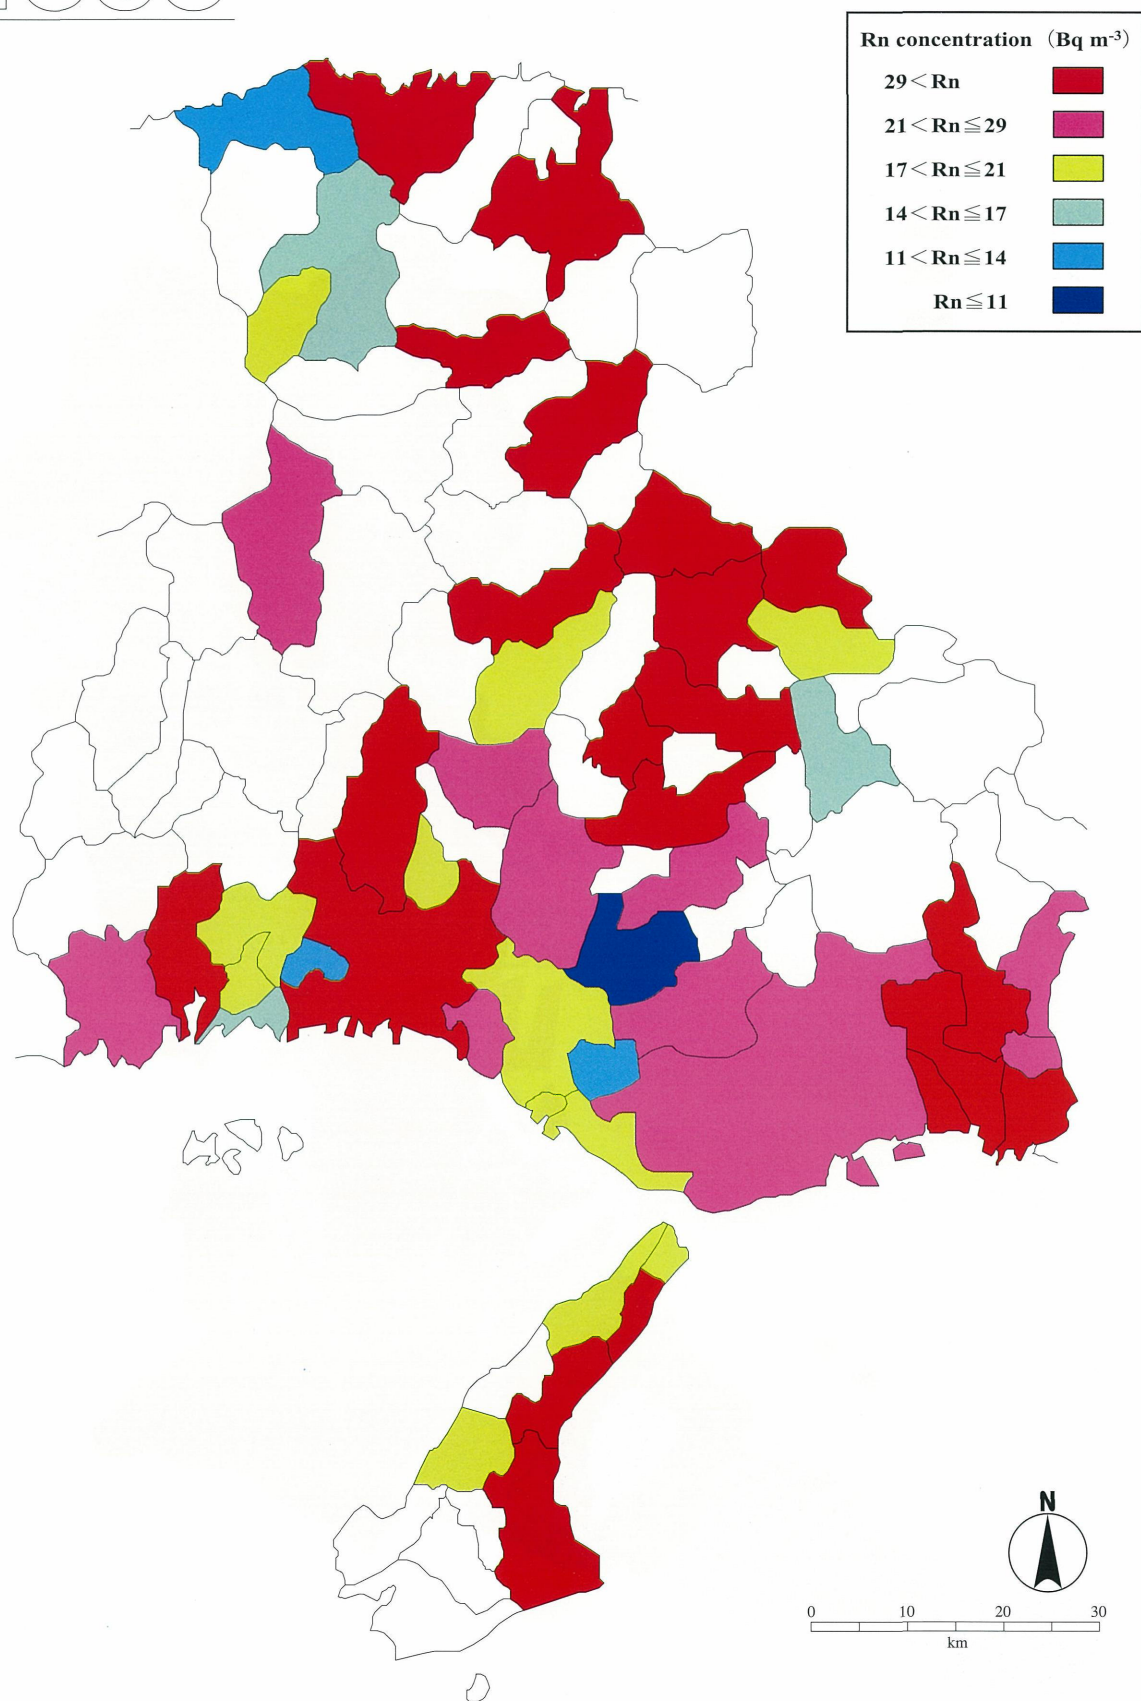 Rn concentration （Bq m-3）
29＜Rn
21＜Rn≦29
17＜Rn≦21
14＜Rn≦17
11＜Rn≦14
Rn≦11
N
0 10 20 30
km